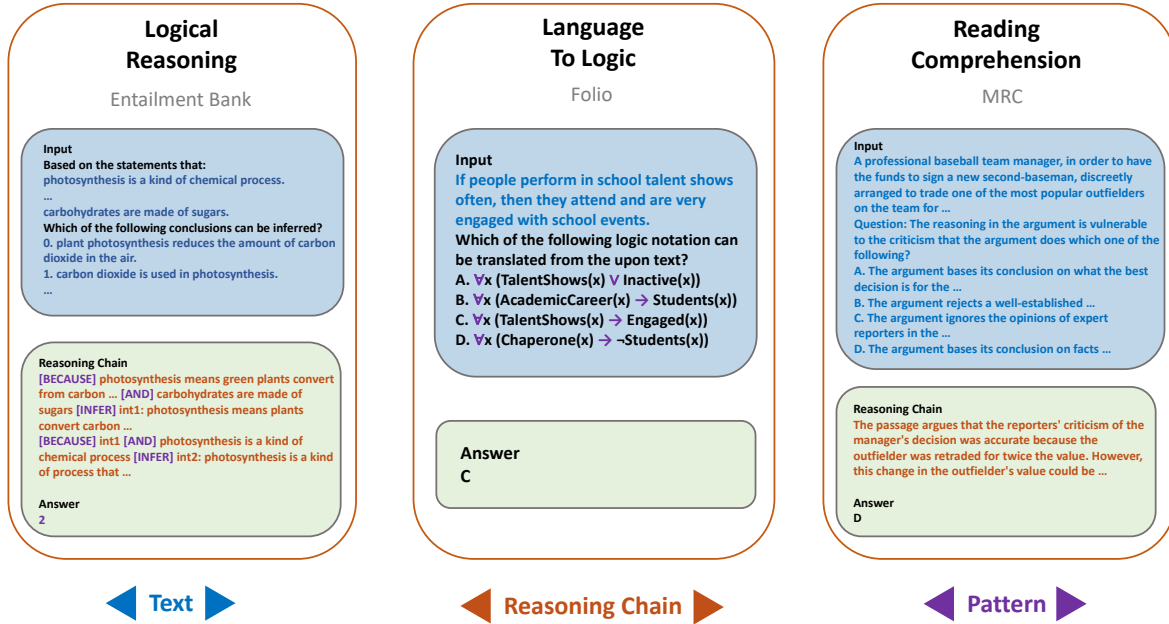 Logical
Reasoning
Entailment Bank
Input
Based on the statements that:
photosynthesis is a kind of chemical process.
...
carbohydrates are made of sugars.
Which of the following conclusions can be inferred?
0. plant photosynthesis reduces the amount of carbon
dioxide in the air.
1. carbon dioxide is used in photosynthesis.
...
Reasoning Chain
[BECAUSE] photosynthesis means green plants convert
from carbon ... [AND] carbohydrates are made of
sugars [INFER] int1: photosynthesis means plants
convert carbon ...
[BECAUSE] int1 [AND] photosynthesis is a kind of
chemical process [INFER] int2: photosynthesis is a kind
of process that ...
Answer
2
Language
To Logic
Folio
Input
If people perform in school talent shows
often, then they attend and are very
engaged with school events.
Which of the following logic notation can
be translated from the upon text?
A. ∀x (TalentShows(x) ∨ Inactive(x))
B. ∀x (AcademicCareer(x) → Students(x))
C. ∀x (TalentShows(x) → Engaged(x))
D. ∀x (Chaperone(x) → ¬Students(x))
Answer
C
Reading
Comprehension
MRC
Input
A professional baseball team manager, in order to have
the funds to sign a new second-baseman, discreetly
arranged to trade one of the most popular outfielders
on the team for ...
Question: The reasoning in the argument is vulnerable
to the criticism that the argument does which one of the
following?
A. The argument bases its conclusion on what the best
decision is for the ...
B. The argument rejects a well-established ...
C. The argument ignores the opinions of expert
reporters in the ...
D. The argument bases its conclusion on facts ...
Reasoning Chain
The passage argues that the reporters' criticism of the
manager's decision was accurate because the
outfielder was retraded for twice the value. However,
this change in the outfielder's value could be ...
Answer
D
Text
Reasoning Chain
Pattern